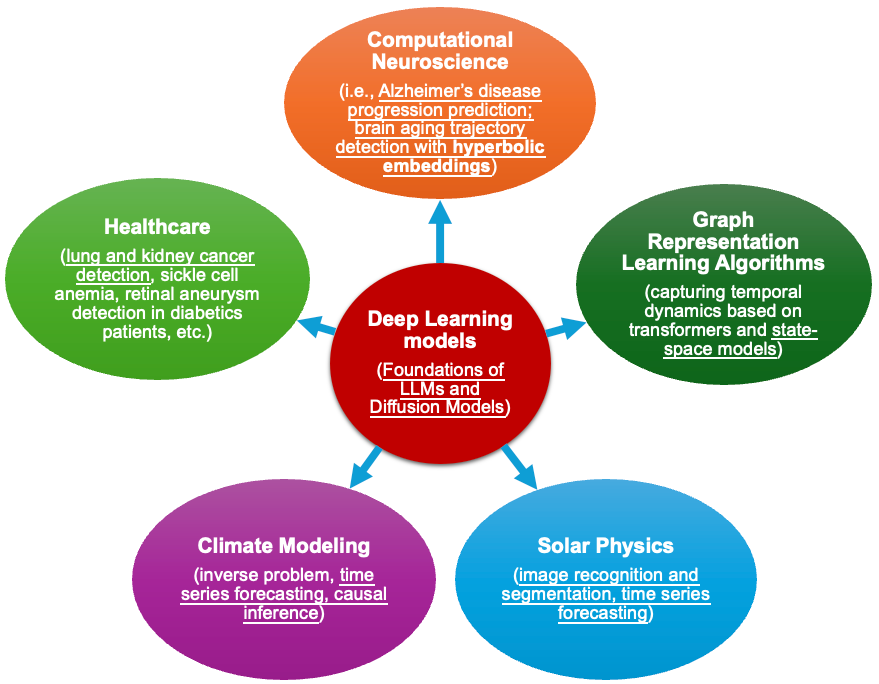 Computational
Neuroscience
(i.e., Alzheimer's disease
progression prediction;
brain aging trajectory
detection with hyperbolic
embeddings)
Healthcare
(lung and kidney cancer
detection, sickle cell
anemia, retinal aneurysm
detection in diabetics
patients, etc.)
Graph
Representation
Learning Algorithms
(capturing temporal
dynamics based on
transformers and state-
space models)
Deep Learning
models
(Foundations of
LLMs and
Diffusion Models)
Climate Modeling
(inverse problem, time
series forecasting, causal
inference)
Solar Physics
(image recognition and
segmentation, time series
forecasting)